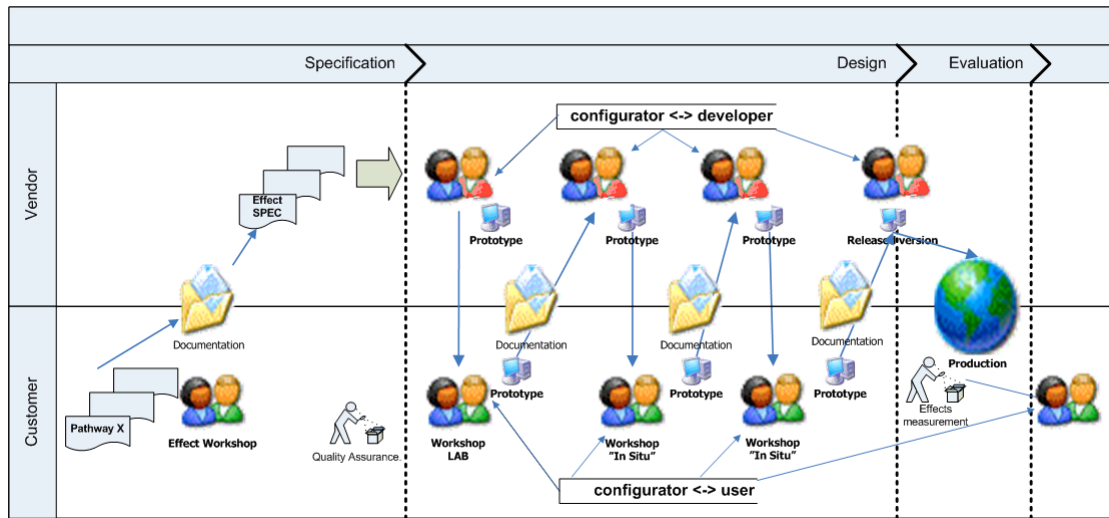 Specification
Design
Evaluation
Vendor
configurator <-> developer
Effect
SPEC
Prototype
Prototype
Prototype
Release version
Documentation
Documentation
Documentation
Documentation
Customer
Pathway X
Effect Workshop
Quality Assurance.
Prototype
Prototype
Prototype
Workshop
LAB
Workshop
"In Situ"
Workshop
"In Situ"
Production
Effects
measurement
configurator <-> user